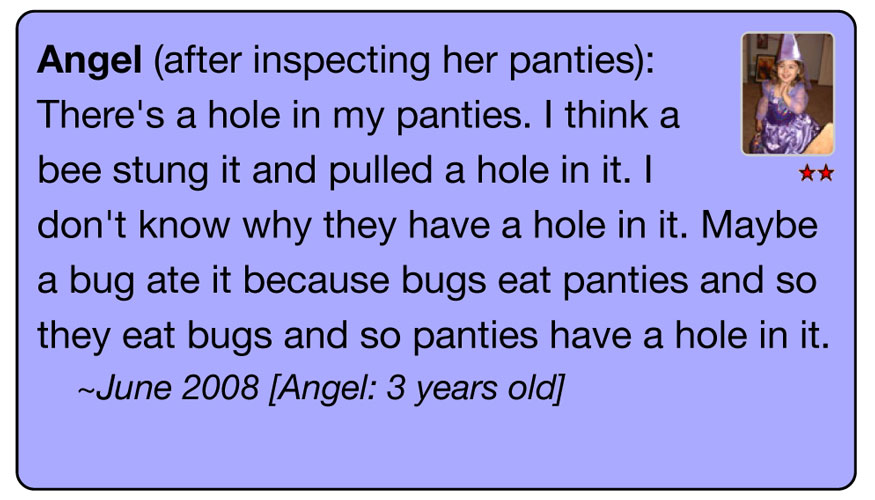 Angel (after inspecting her panties):
There's a hole in my panties. I think a
bee stung it and pulled a hole in it. I
don't know why they have a hole in it. Maybe
a bug ate it because bugs eat panties and so
they eat bugs and so panties have a hole in it.
~June 2008 [Angel: 3 years old]